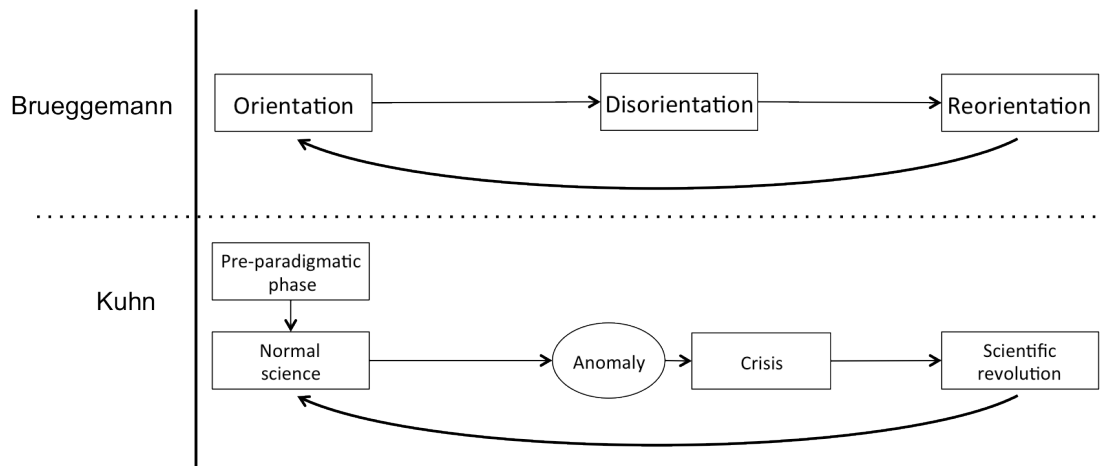 Brueggemann
Orientation
Disorientation
Reorientation
Kuhn
Pre-paradigmatic
phase
Normal
science
Anomaly
Crisis
Scientific
revolution